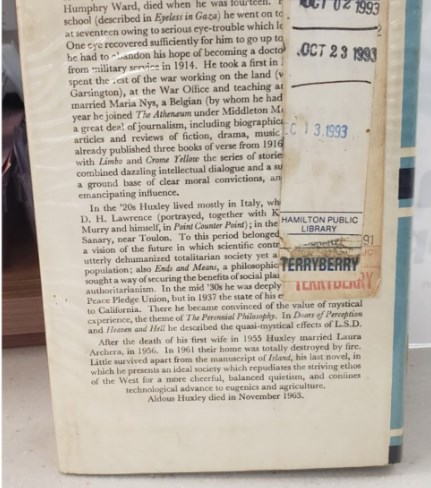 Humphry Ward, died when he was fourteen.
school (described in Eyeless in Gaza) he went on to
at seventeen owing to serious eye-trouble which le
One eye recovered sufficiently for him to go up to
he had to abandon his hope of becoming a docto
from military service in 1914. He took a first in
spent the rest of the war working on the land (v
Garsington), at the War Office and teaching a
married Maria Nys, a Belgian (by whom he had
year he joined The Athenaeum under Middleton M
a great deal of journalism, including biographica
articles and reviews of fiction, drama, music
already published three books of verse from 1916
with Limbo and Crome Yellow the series of storie
combined dazzling intellectual dialogue and a su
a ground base of clear moral convictions, an
emancipating influence.
In the '20s Huxley lived mostly in Italy, wh
D. H. Lawrence (portrayed, together with K
Murry and himself, in Point Counter Point); in the
Sanary, near Toulon. To this period belonged
a vision of the future in which scientific contr
utterly dehumanized totalitarian society yet a
population; also Ends and Means, a philosophic
sought a way of securing the benefits of social plan
authoritarianism. In the mid '30s he was deeply
Peace Pledge Union, but in 1937 the state of his e
to California. There he became convinced of the value of mystical
experience, the theme of The Perennial Philosophy. In Doors of Perception
and Heaven and Hell he described the quasi-mystical effects of L.S.D.
After the death of his first wife in 1955 Huxley married Laura
Archera, in 1956. In 1961 their home was totally destroyed by fire.
Little survived apart from the manuscript of Island, his last novel, in
which he presents an ideal society which repudiates the striving ethos
of the West for a more cheerful, balanced quietism, and confines
technological advance to eugenics and agriculture.
Aldous Huxley died in November 1963.
OCT 02 1993
OCT 23 1993
EC 13.1993
HAMILTON PUBLIC
LIBRARY
91
TERRYBERRY
TERRYBERRY